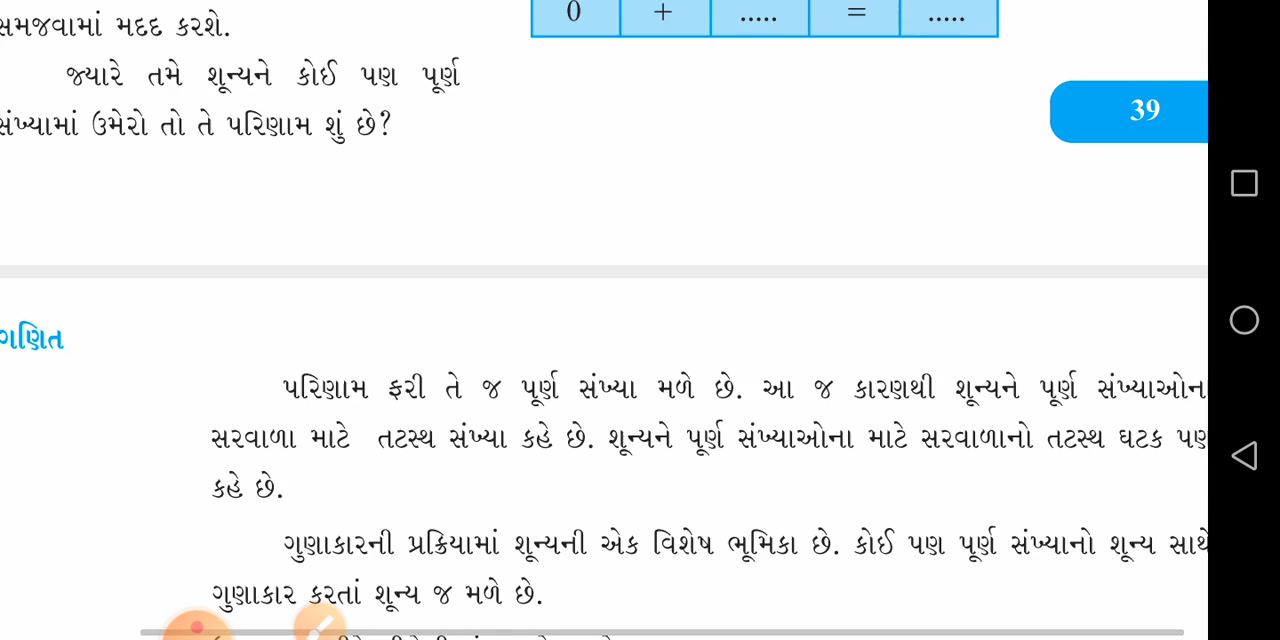 સમજવામાં મદદ કરશે.
0 + ..... = .....
જ્યારે તમે શૂન્યને કોઈ પણ પૂર્ણ
સંખ્યામાં ઉમેરો તો તે પરિણામ શું છે?
39
ગણિત
પરિણામ ફરી તે જ પૂર્ણ સંખ્યા મળે છે. આ જ કારણથી શૂન્યને પૂર્ણ સંખ્યાઓના
સરવાળા માટે તટસ્થ સંખ્યા કહે છે. શૂન્યને પૂર્ણ સંખ્યાઓના માટે સરવાળાનો તટસ્થ ઘટક પણ
કહે છે.
ગુણાકારની પ્રક્રિયામાં શૂન્યની એક વિશેષ ભૂમિકા છે. કોઈ પણ પૂર્ણ સંખ્યાનો શૂન્ય સાથે
ગુણાકાર કરતાં શૂન્ય જ મળે છે.